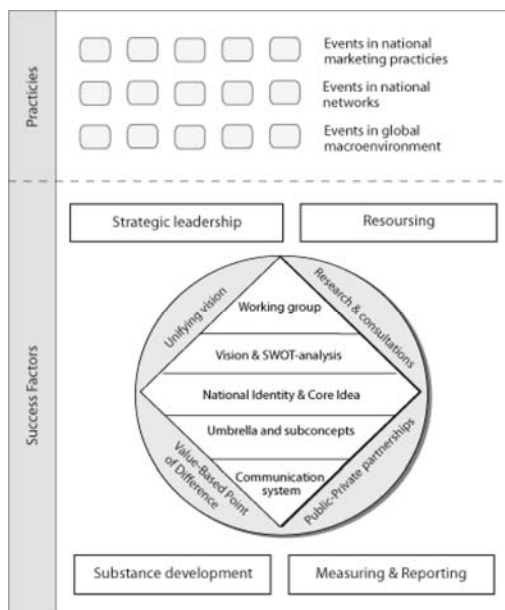 Practicies
Events in national
marketing practicies
Events in national
networks
Events in global
macroenvironment
Success Factors
Strategic leadership
Resoursing
Unifying vision
Research & consultations
Working group
Vision & SWOT-analysis
National Identity & Core Idea
Umbrella and subconcepts
Communication
system
Value-Based Point
of Difference
Public-Private partnerships
Substance development
Measuring & Reporting